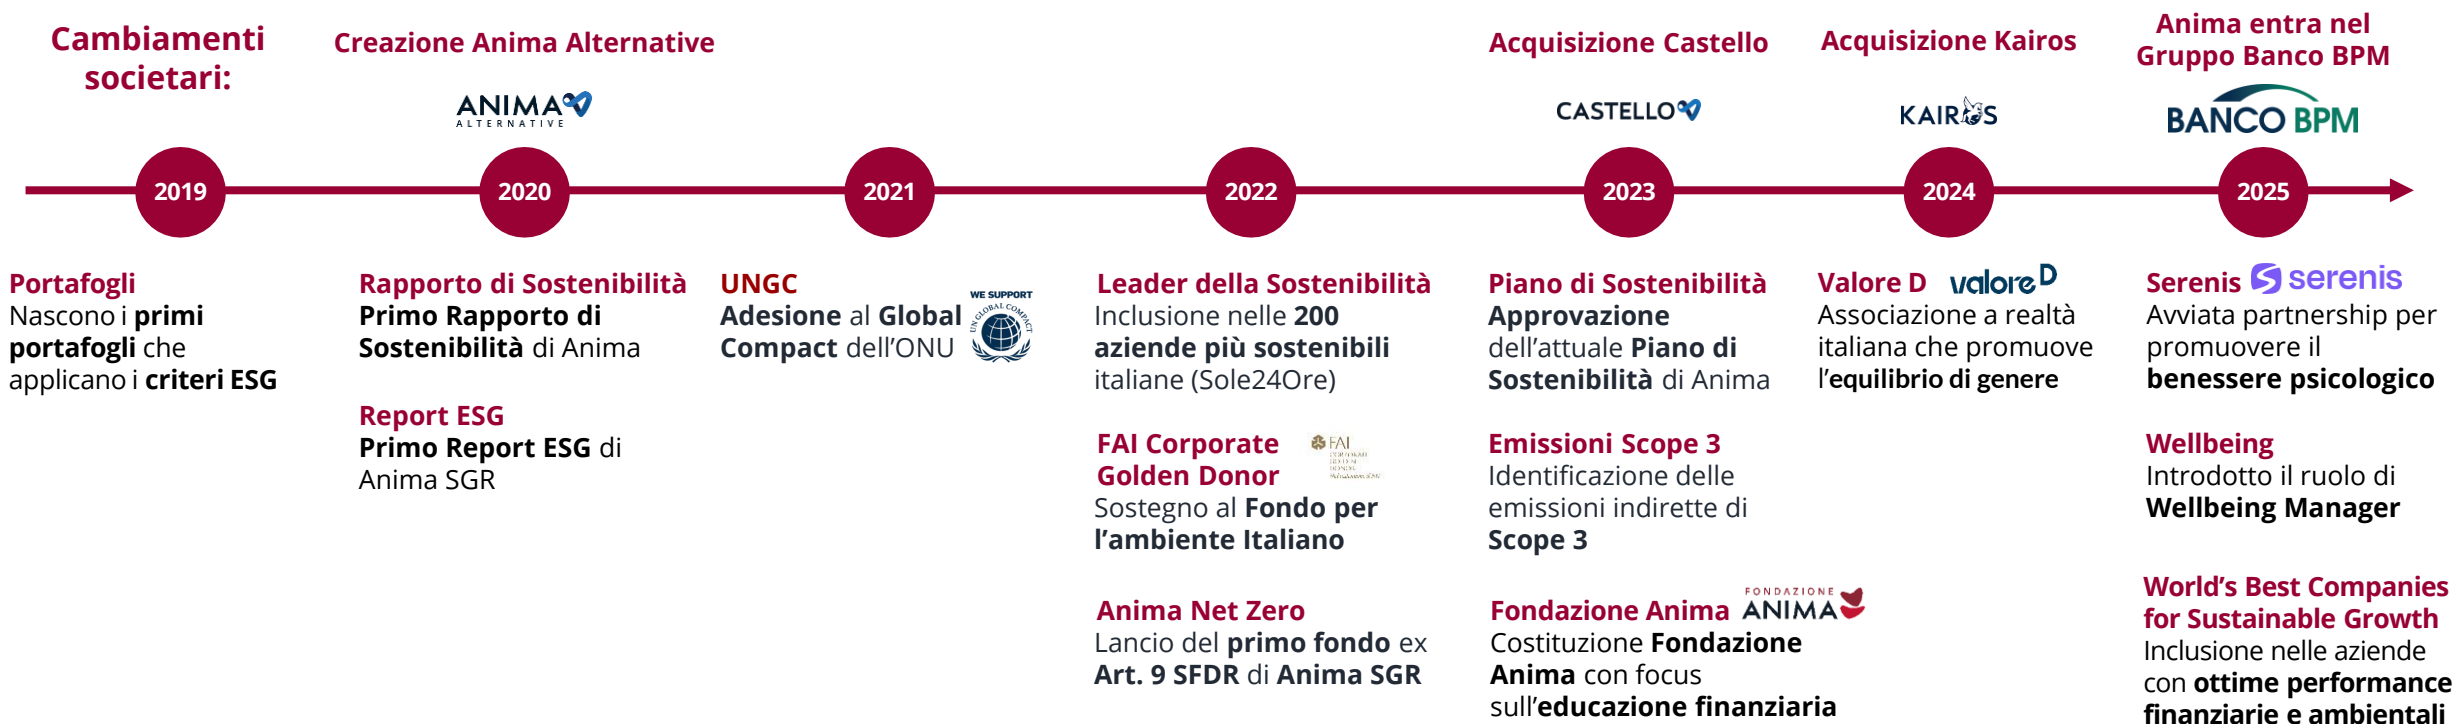 Cambiamenti
societari:
Creazione Anima Alternative
ANIMA
ALTERNATIVE
Acquisizione Castello
CASTELLO
Acquisizione Kairos
KAIROS
Anima entra nel
Gruppo Banco BPM
BANCO BPM
2019
2020
2021
2022
2023
2024
2025
Portafogli
Nascono i primi
portafogli che
applicano i criteri ESG
Rapporto di Sostenibilità
Primo Rapporto di
Sostenibilità di Anima
Report ESG
Primo Report ESG di
Anima SGR
UNGC
Adesione al Global
Compact dell’ONU
WE SUPPORT
UN GLOBAL COMPACT
Leader della Sostenibilità
Inclusione nelle 200
aziende più sostenibili
italiane (Sole24Ore)
FAI Corporate
Golden Donor
FAI
CORPORATE
GOLDEN
DONOR
Sostegno al Fondo per
l’ambiente Italiano
Anima Net Zero
Lancio del primo fondo ex
Art. 9 SFDR di Anima SGR
Piano di Sostenibilità
Approvazione
dell’attuale Piano di
Sostenibilità di Anima
Emissioni Scope 3
Identificazione delle
emissioni indirette di
Scope 3
Fondazione Anima
FONDAZIONE
ANIMA
Costituzione Fondazione
Anima con focus
sull’educazione finanziaria
Valore D
valore D
Associazione a realtà
italiana che promuove
l’equilibrio di genere
Serenis
serenis
Avviata partnership per
promuovere il
benessere psicologico
Wellbeing
Introdotto il ruolo di
Wellbeing Manager
World’s Best Companies
for Sustainable Growth
Inclusione nelle aziende
con ottime performance
finanziarie e ambientali